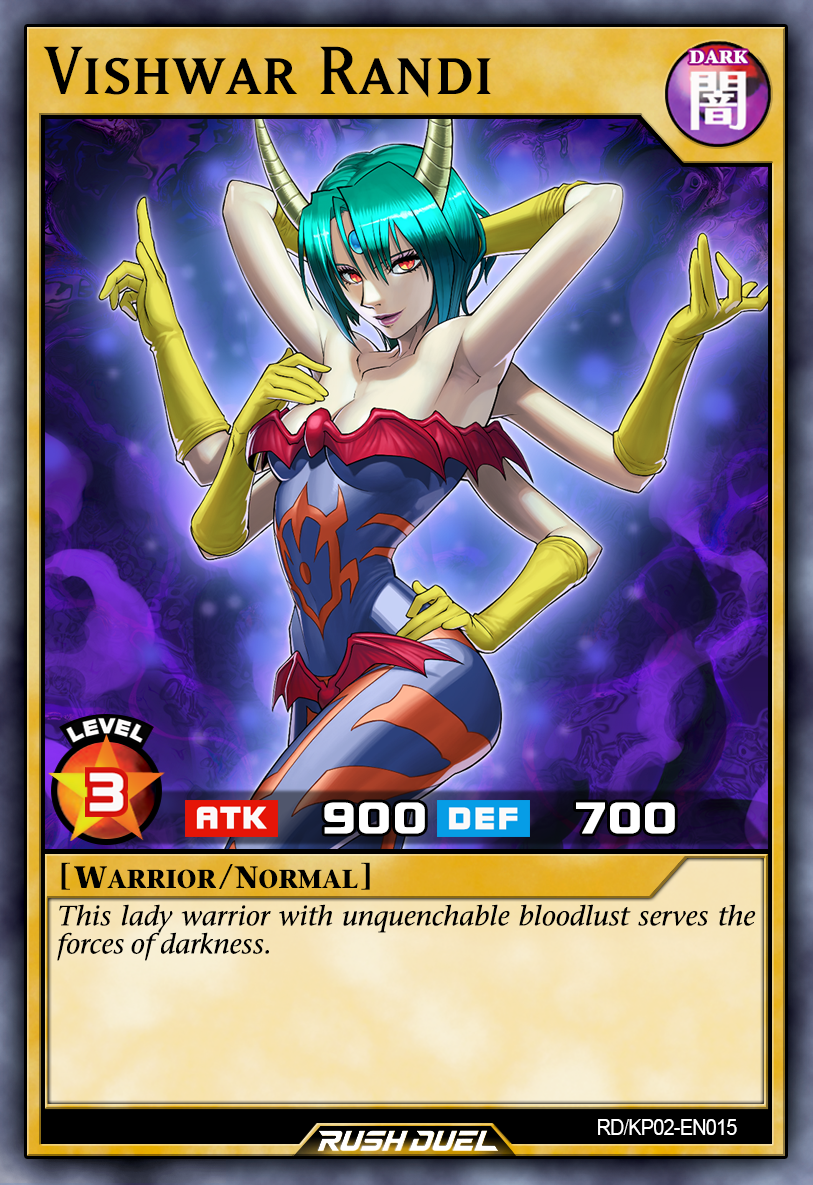 Vishwar Randi
DARK
闇
LEVEL
3
ATK 900 DEF 700
[Warrior/Normal]
This lady warrior with unquenchable bloodlust serves the
forces of darkness.
RD/KP02-EN015
RUSH DUEL